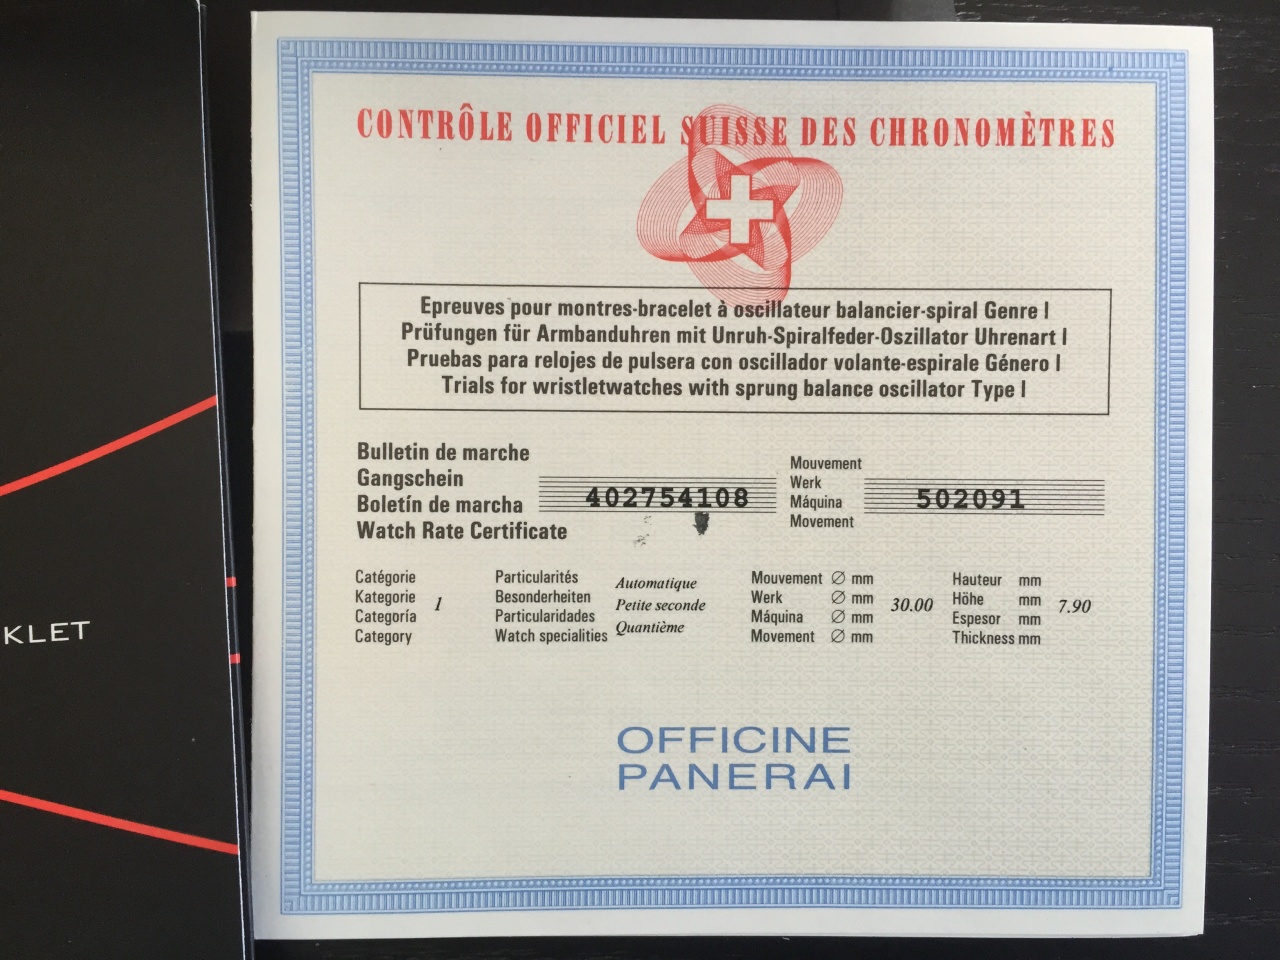 CONTRÔLE OFFICIEL SUISSE DES CHRONOMÈTRES
Epreuves pour montres-bracelet à oscillateur balancier-spiral Genre I
Prüfungen für Armbanduhren mit Unruh-Spiralfeder-Oszillator Uhrenart I
Pruebas para relojes de pulsera con oscillador volante-espirale Género I
Trials for wristletwatches with sprung balance oscillator Type I
Bulletin de marche
Gangschein
Boletín de marcha
Watch Rate Certificate
402754108
Mouvement
Werk
Máquina
Movement
502091
Catégorie
Kategorie
Categoría
Category
1
Particularités
Besonderheiten
Particularidades
Watch specialities
Automatique
Petite seconde
Quantième
Mouvement Ø mm
Werk Ø mm
Máquina Ø mm
Movement Ø mm
30.00
Hauteur mm
Höhe mm
Espesor mm
Thickness mm
7.90
OFFICINE
PANERAI
KLET